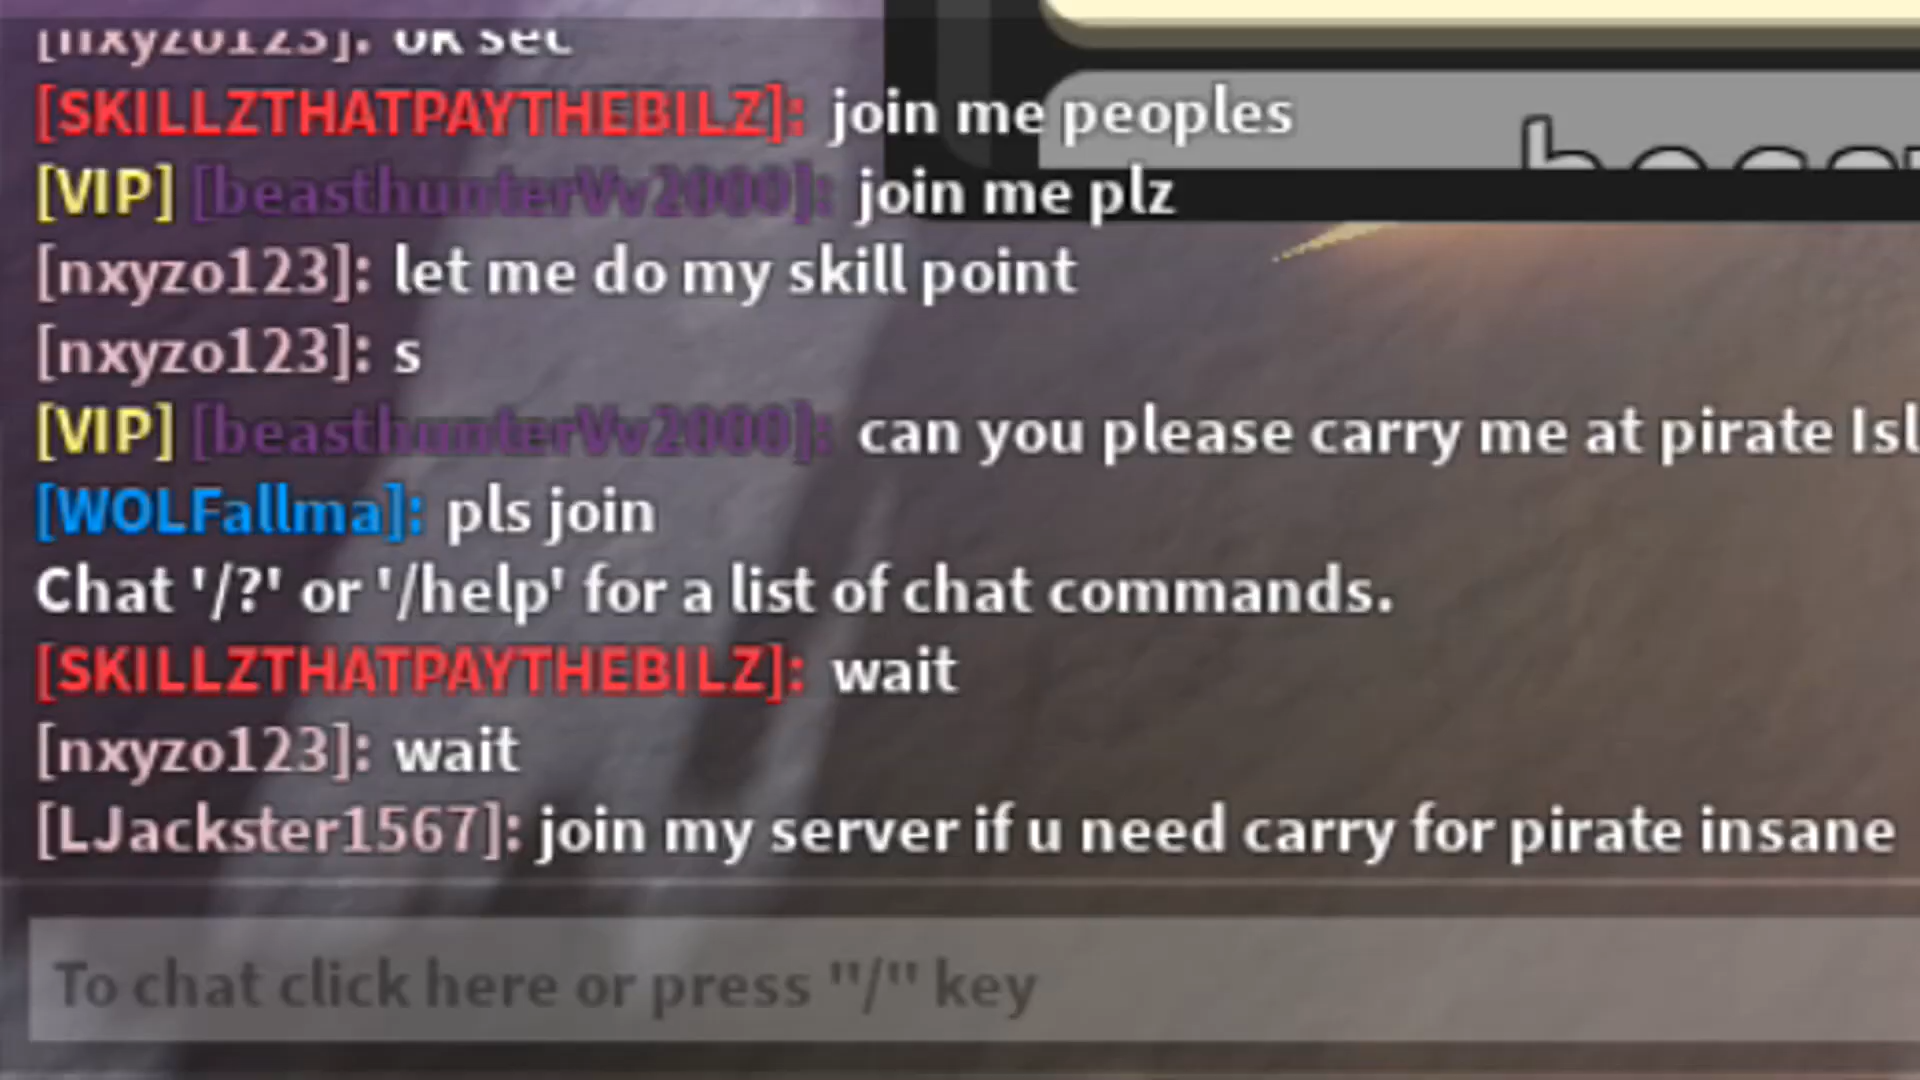 [nxyzo123]: ok sec
[SKILLZTHATPAYTHEBILZ]: join me peoples
[VIP] [beasthunterVv2000]: join me plz
[nxyzo123]: let me do my skill point
[nxyzo123]: s
[VIP] [beasthunterVv2000]: can you please carry me at pirate Isl
[WOLFallma]: pls join
Chat '/?' or '/help' for a list of chat commands.
[SKILLZTHATPAYTHEBILZ]: wait
[nxyzo123]: wait
[LJackster1567]: join my server if u need carry for pirate insane
To chat click here or press "/" key